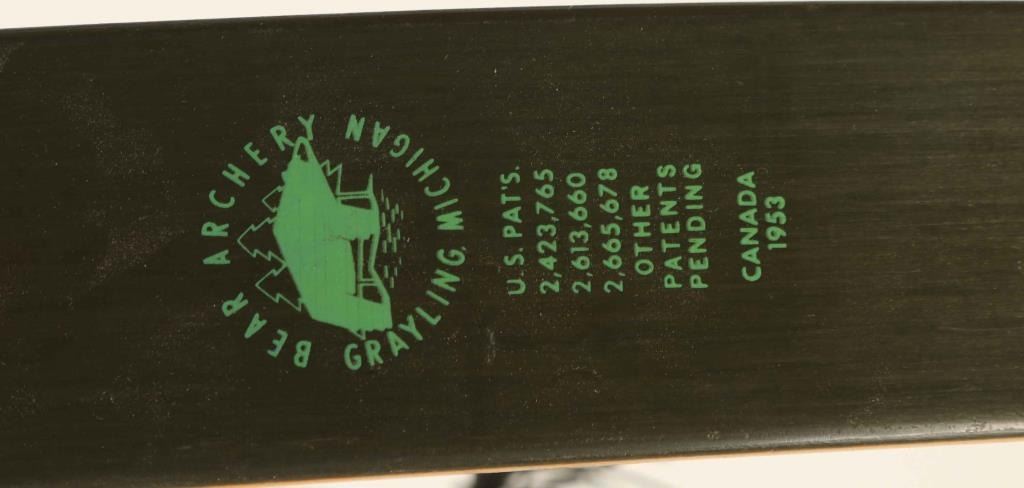 BEAR ARCHERY
GRAYLING, MICHIGAN
U.S. PAT'S.
2,423,765
2,613,660
2,665,678
OTHER
PATENTS
PENDING
CANADA
1953